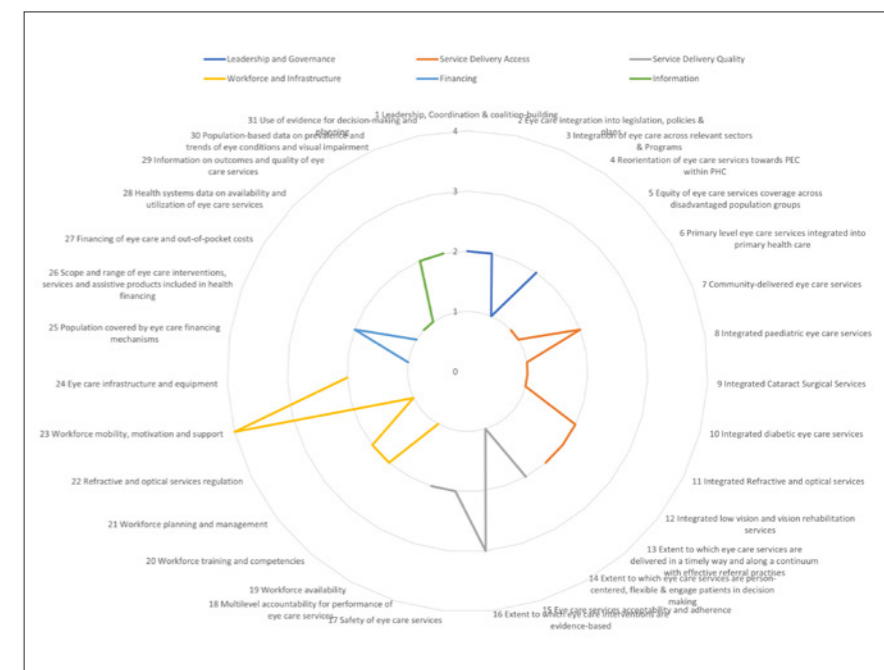 Leadership and Governance
Service Delivery Access
Service Delivery Quality
Workforce and Infrastructure
Financing
Information
1 Leadership, Coordination & coalition-building
2 Eye care integration into legislation, policies &
plans
3 Integration of eye care across relevant sectors
& Programs
4 Reorientation of eye care services towards PEC
within PHC
5 Equity of eye care services coverage across
disadvantaged population groups
6 Primary level eye care services integrated into
primary health care
7 Community-delivered eye care services
8 Integrated paediatric eye care services
9 Integrated Cataract Surgical Services
10 Integrated diabetic eye care services
11 Integrated Refractive and optical services
12 Integrated low vision and vision rehabilitation
services
13 Extent to which eye care services are
delivered in a timely way and along a continuum
with effective referral practises
14 Extent to which eye care services are person-
centered, flexible & engage patients in decision
making
15 Eye care services acceptability and adherence
16 Extent to which eye care interventions are
evidence-based
17 Safety of eye care services
18 Multilevel accountability for performance of
eye care services
19 Workforce availability
20 Workforce training and competencies
21 Workforce planning and management
22 Refractive and optical services regulation
23 Workforce mobility, motivation and support
24 Eye care infrastructure and equipment
25 Population covered by eye care financing
mechanisms
26 Scope and range of eye care interventions,
services and assistive products included in health
financing
27 Financing of eye care and out-of-pocket costs
28 Health systems data on availability and
utilization of eye care services
29 Information on outcomes and quality of eye
care services
30 Population-based data on prevalence and
trends of eye conditions and visual impairment
31 Use of evidence for decision-making and
planning
4
3
2
1
0